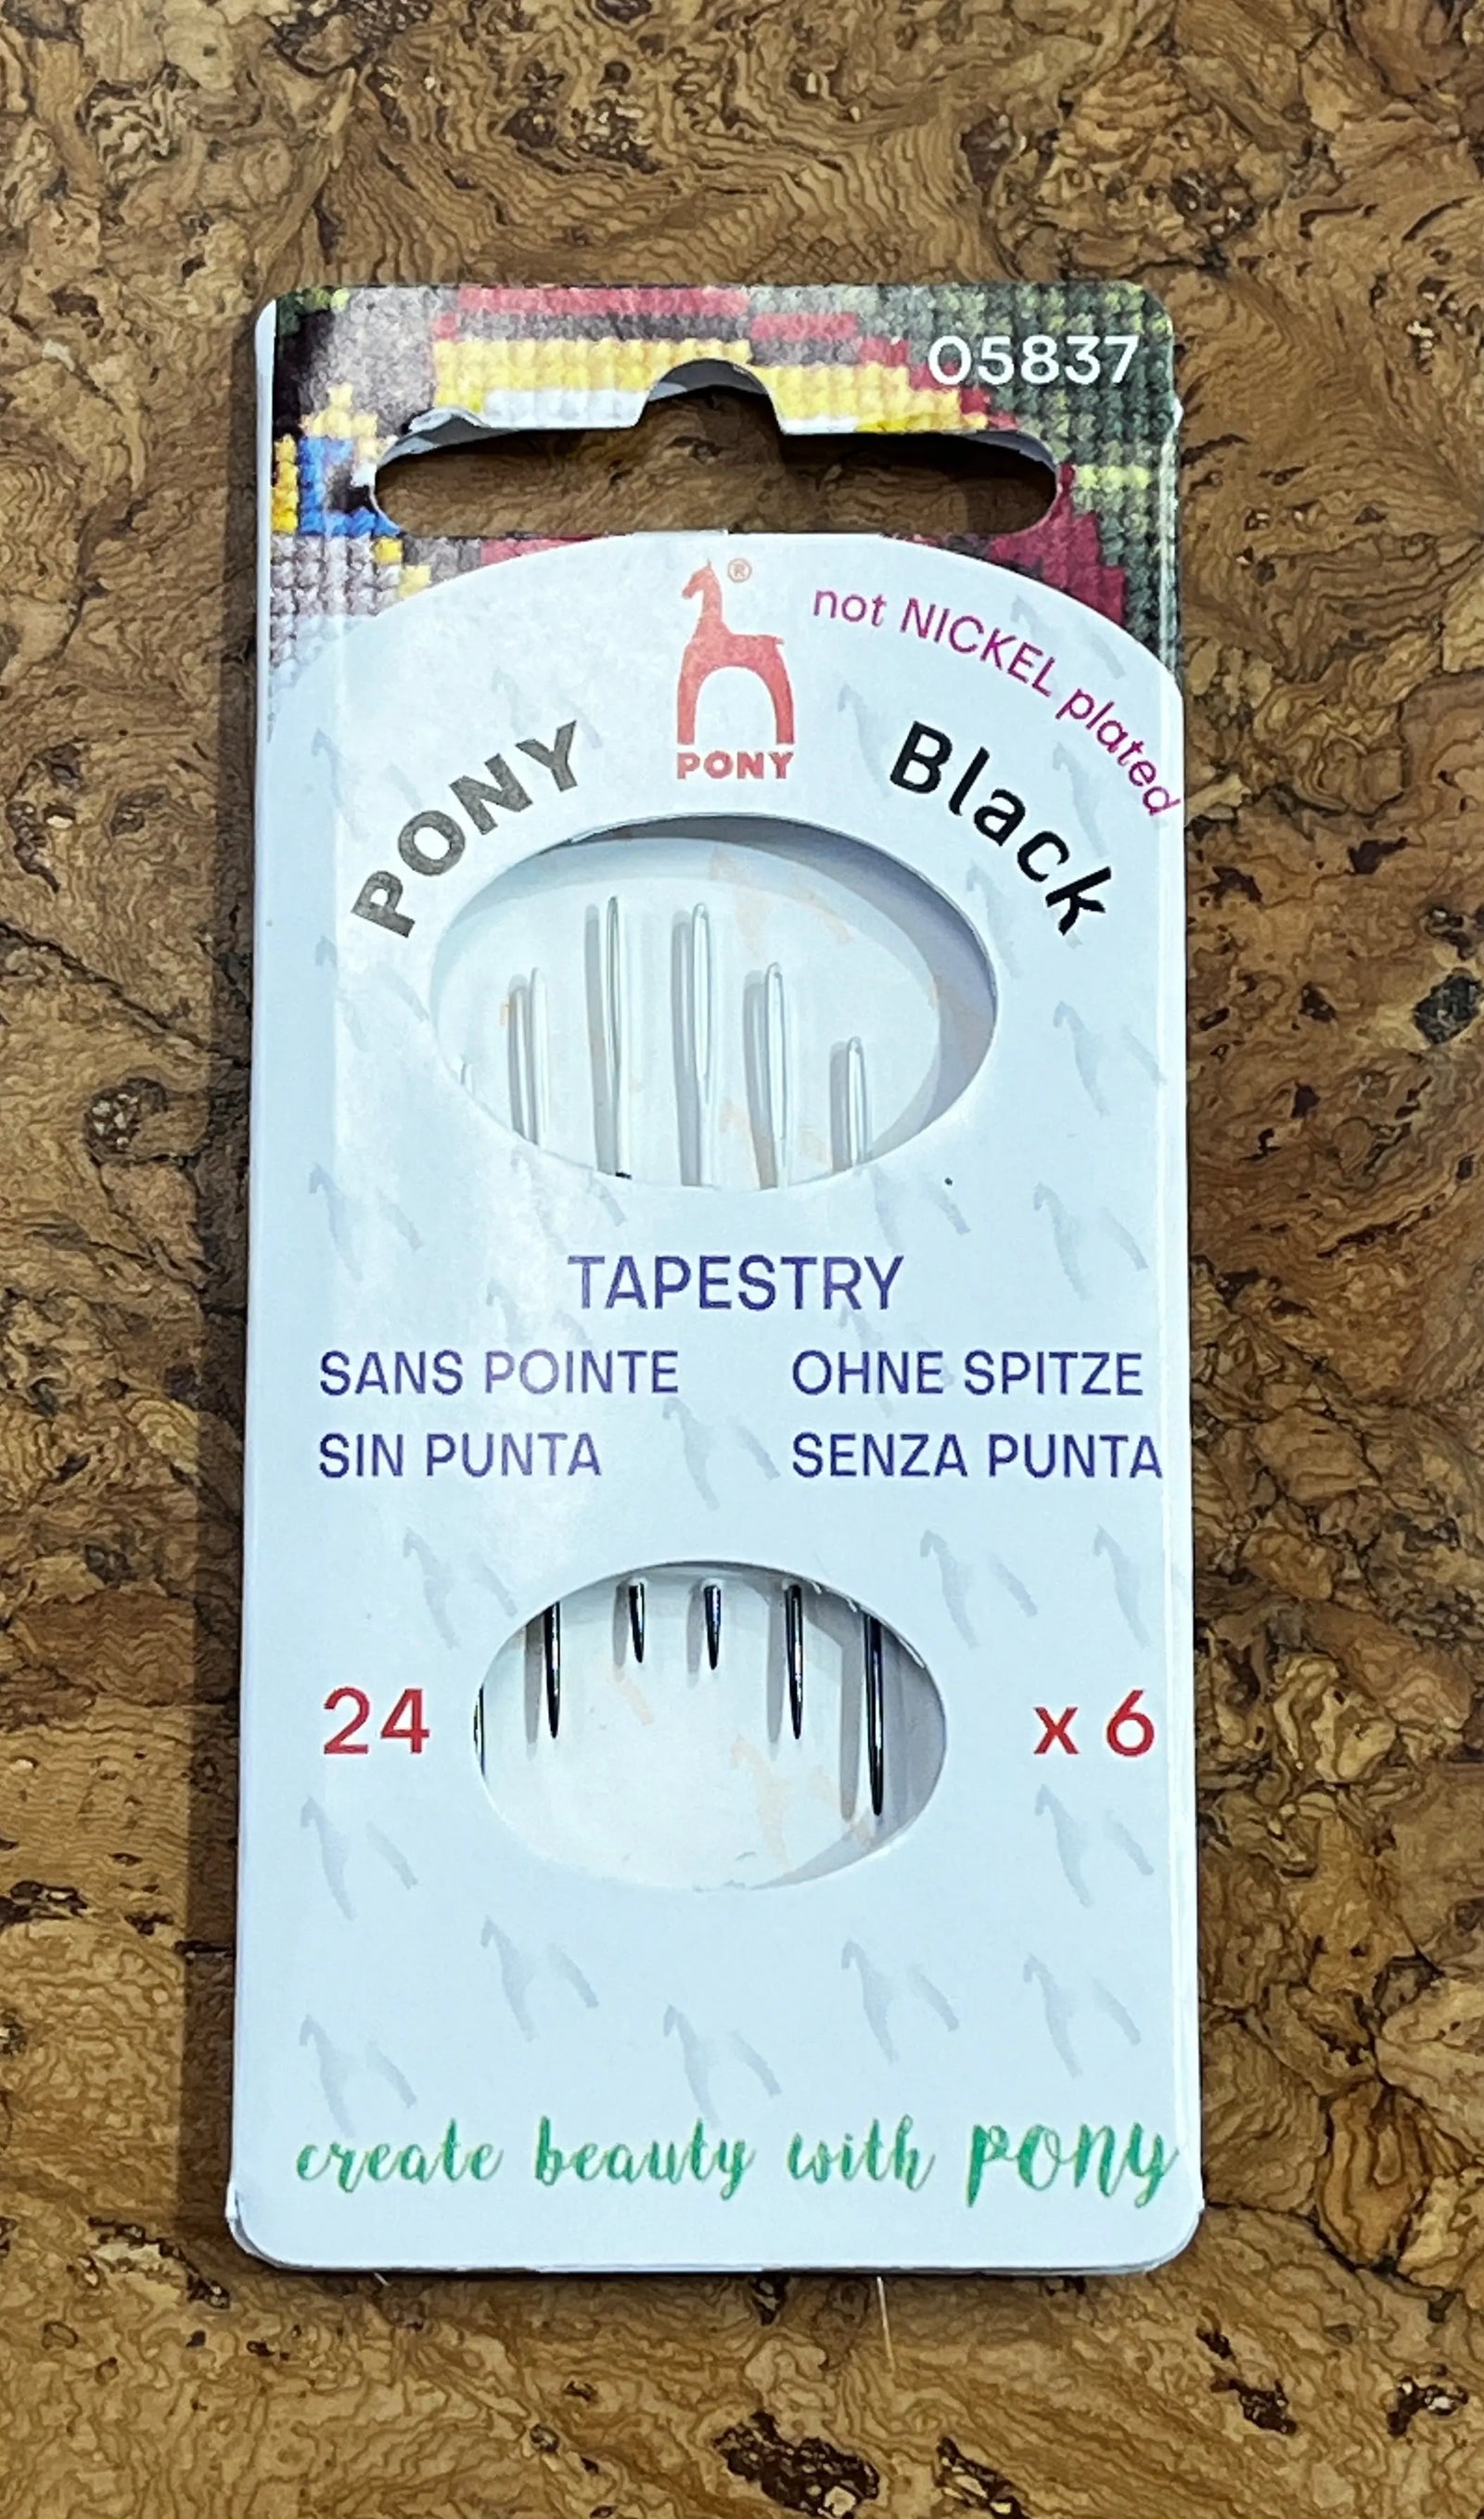 05837
®
PONY
not NICKEL plated
PONY Black
TAPESTRY
SANS POINTE OHNE SPITZE
SIN PUNTA SENZA PUNTA
24 x 6
create beauty with PONY